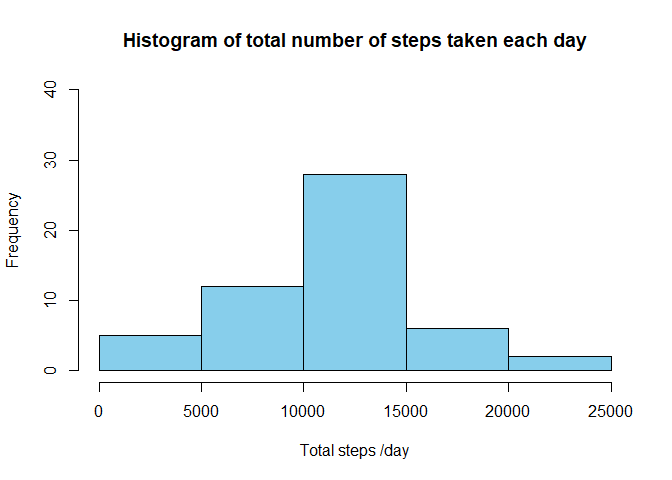 Histogram of total number of steps taken each day
40
30
20
10
0
Frequency
0 5000 10000 15000 20000 25000
Total steps /day